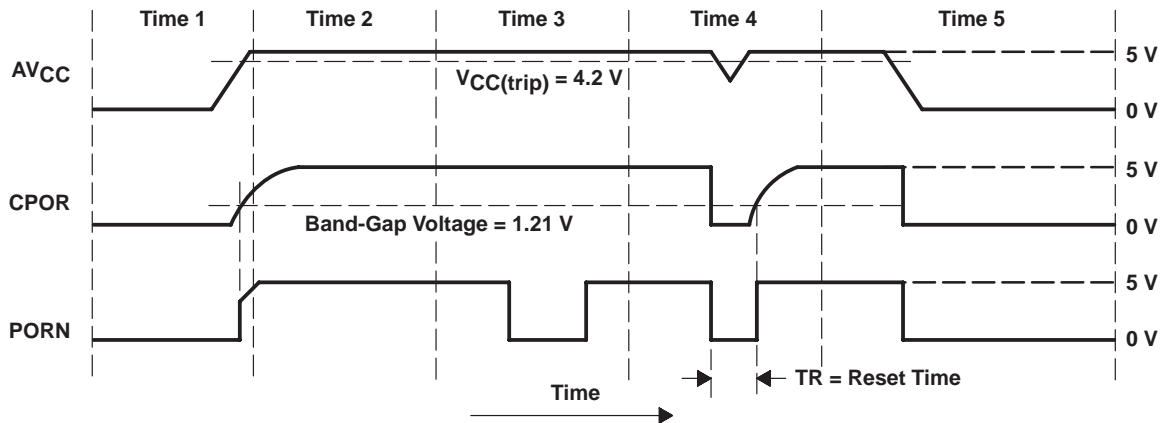 Time 1 Time 2 Time 3 Time 4 Time 5
AVCC
5 V
VCC(trip) = 4.2 V
0 V
5 V
CPOR
Band-Gap Voltage = 1.21 V
0 V
5 V
PORN
0 V
TR = Reset Time
Time